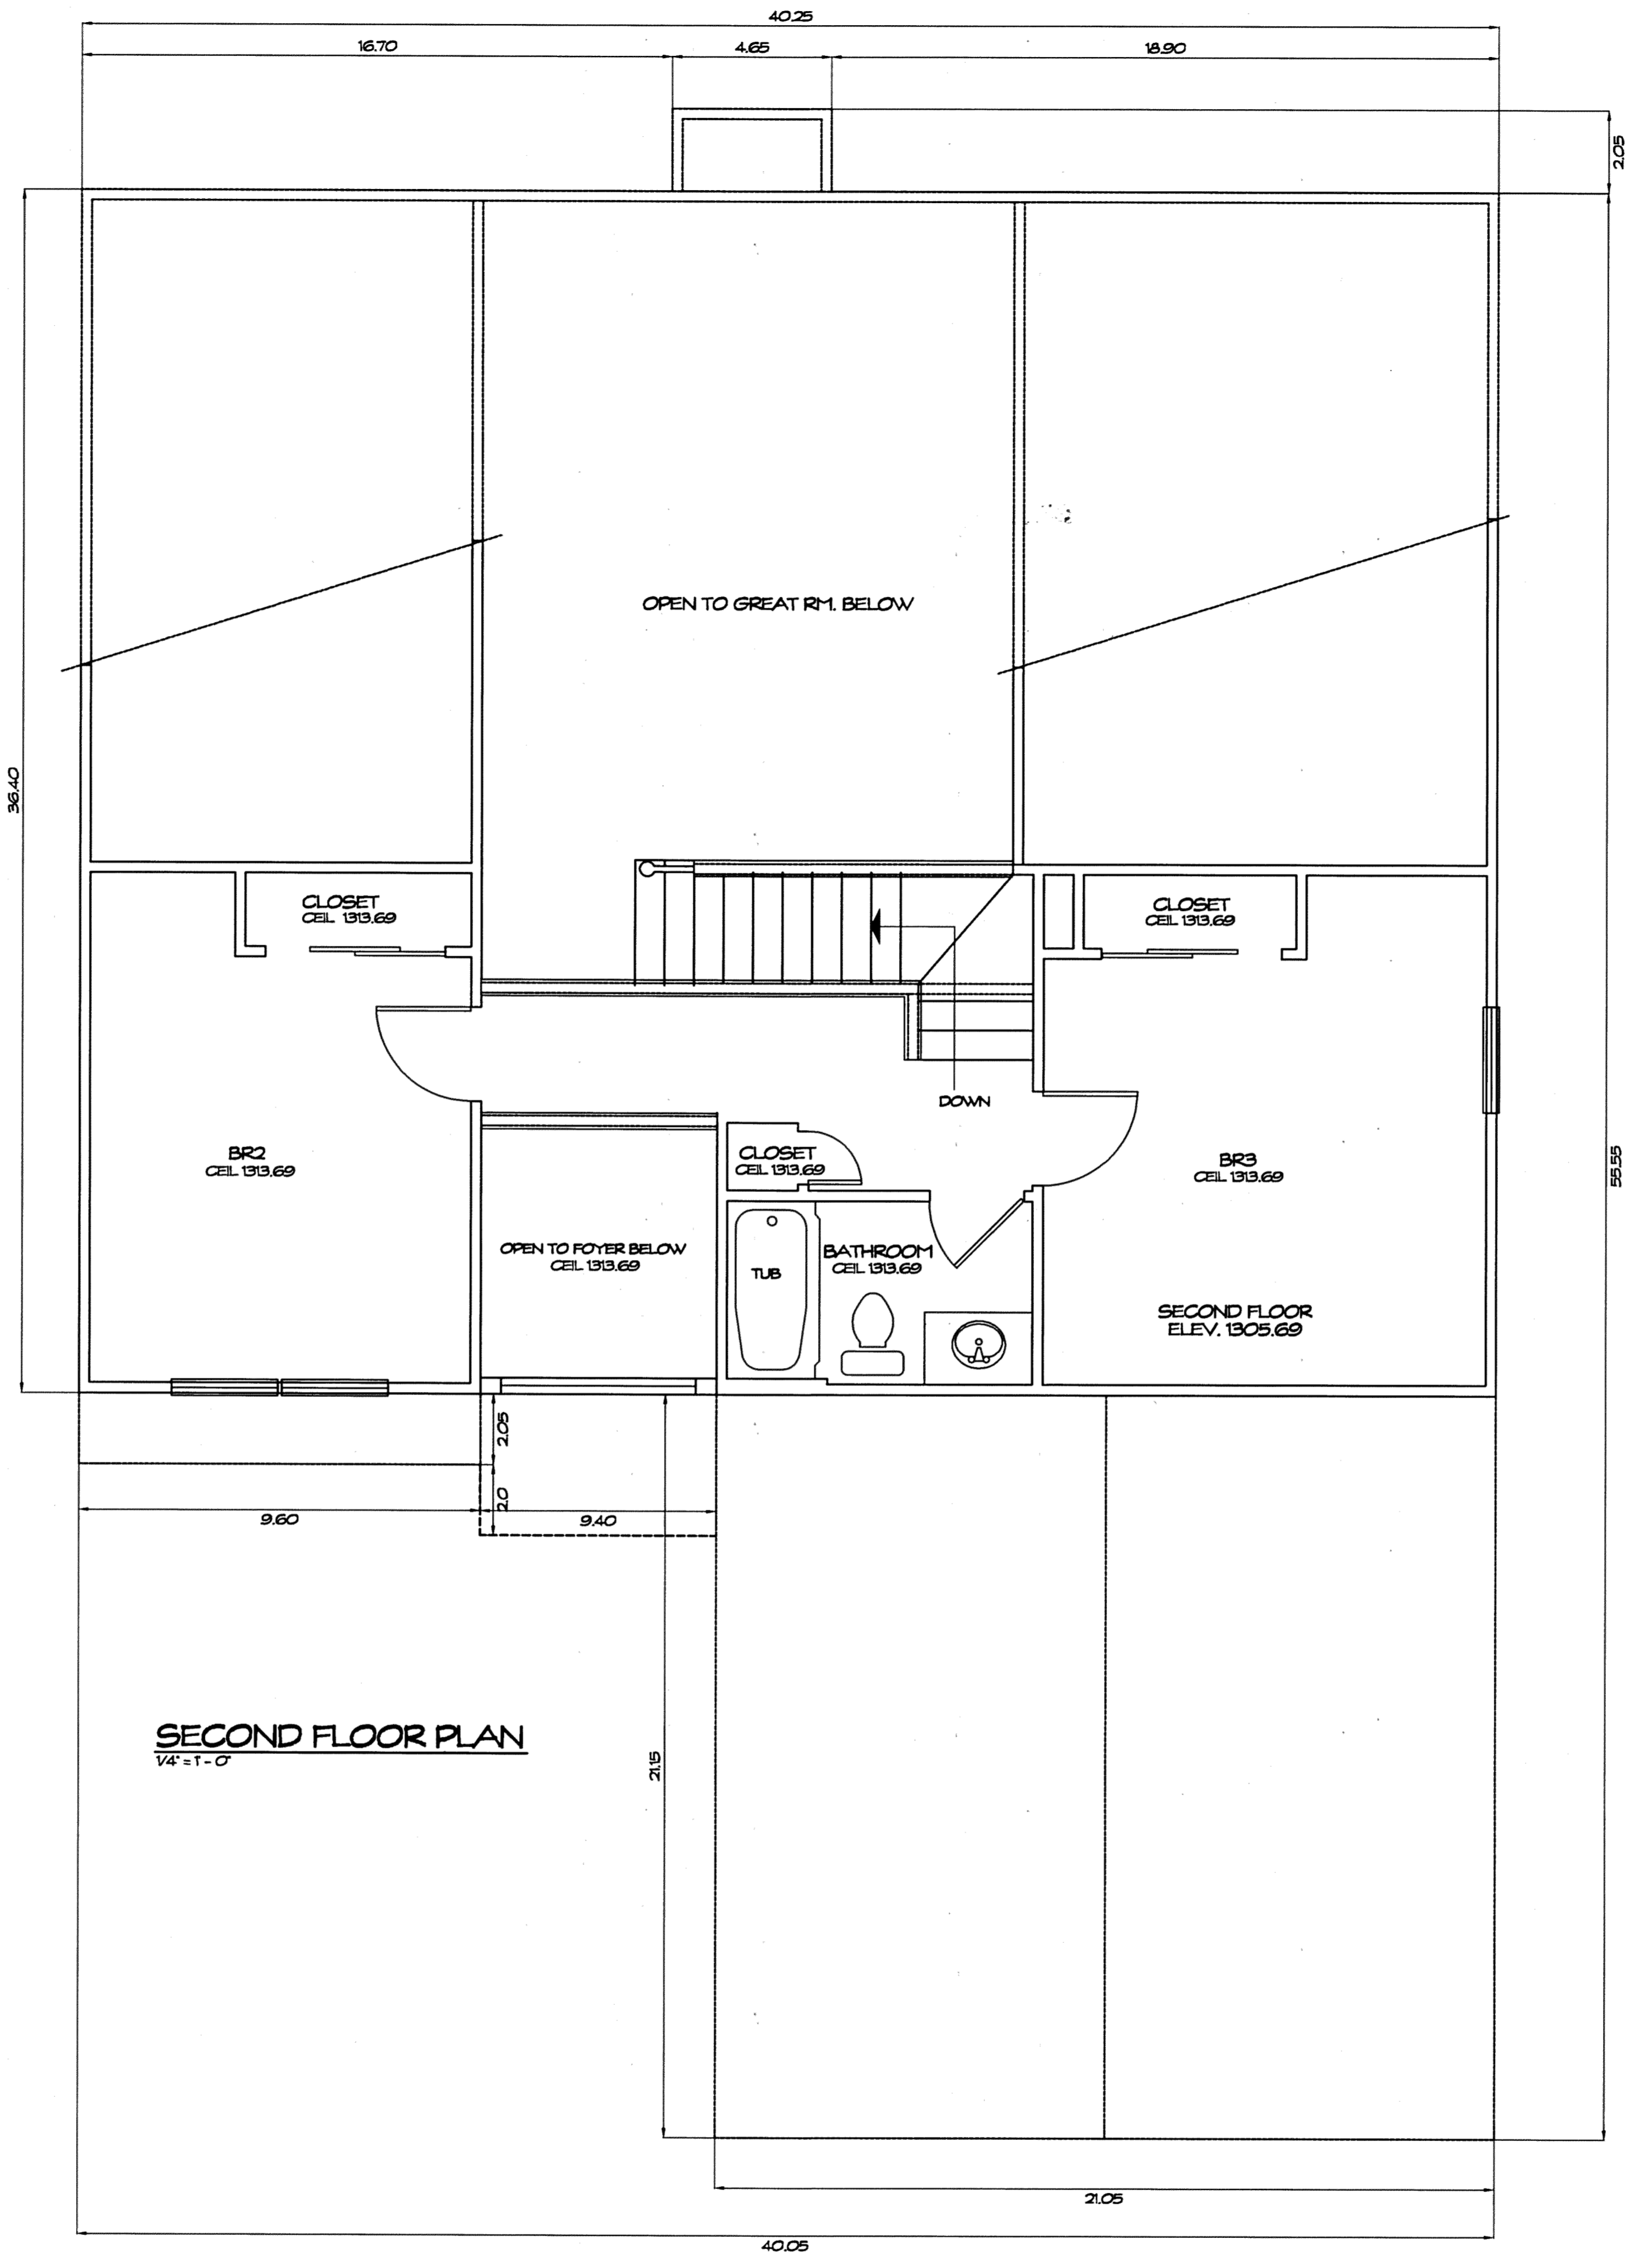 40.25
16.70
4.65
18.90
2.05
36.40
OPEN TO GREAT RM. BELOW
CLOSET
CEIL 1313.69
CLOSET
CEIL 1313.69
DOWN
BR2
CEIL 1313.69
CLOSET
CEIL 1313.69
BR3
CEIL 1313.69
55.55
OPEN TO FOYER BELOW
CEIL 1313.69
TUB
BATHROOM
CEIL 1313.69
SECOND FLOOR
ELEV. 1305.69
2.05
2.0
9.60
9.40
SECOND FLOOR PLAN
1/4" = 1' - 0"
21.15
21.05
40.05